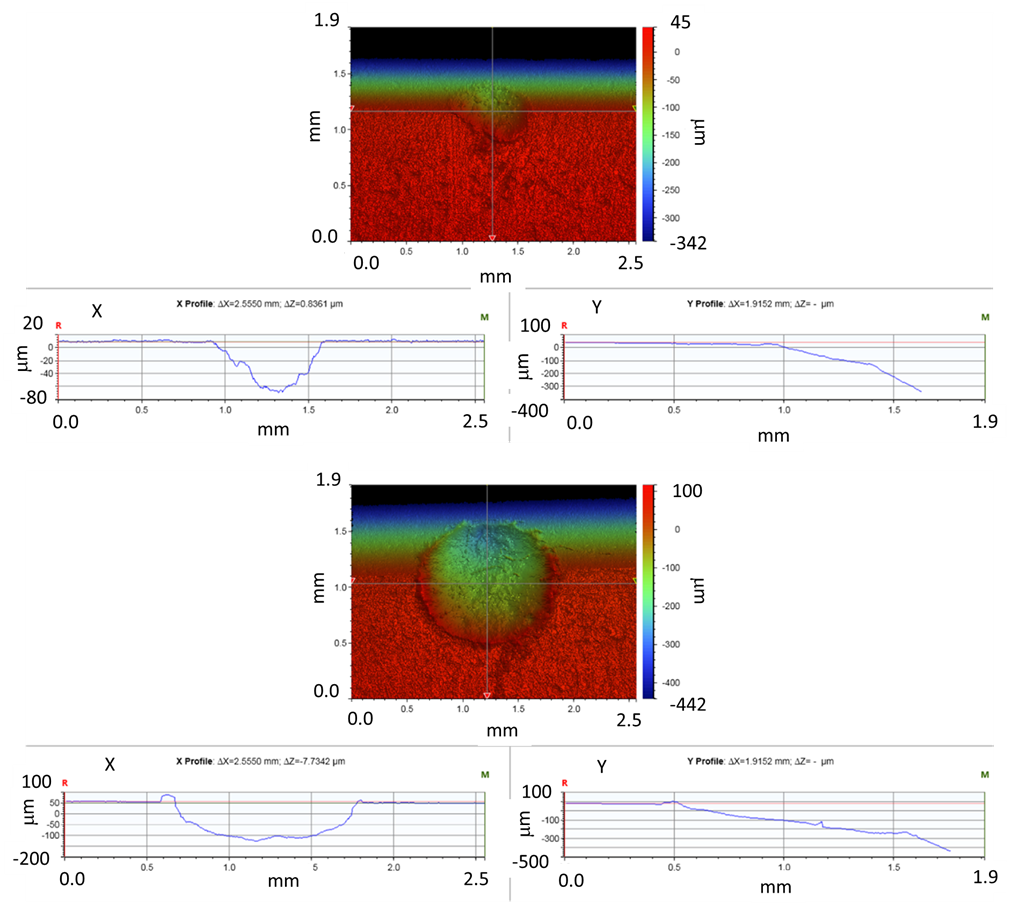 1.9
45
0
1.5
-50
-100
mm
1.0
-150
μm
-200
0.5
-250
-300
0.0
-342
0.5 1.0 1.5 2.0
0.0 2.5
mm
X X Profile: ΔX=2.5550 mm; ΔZ=0.8361 μm
Y Y Profile: ΔX=1.9152 mm; ΔZ= - μm
20 R M
100 R M
μm
0
-20
-40
-80
0.5 1.0 1.5 2.0
0.0 mm 2.5
μm
0
-100
-200
-300
-400
0.5 1.0 1.5
0.0 mm 1.9
1.9
100
0
1.5
-100
mm
1.0
-200
μm
0.5
-300
-400
0.0
-442
0.5 1.0 1.5 2.0
0.0 2.5
mm
X X Profile: ΔX=2.5550 mm; ΔZ=-7.7342 μm
Y Y Profile: ΔX=1.9152 mm; ΔZ= - μm
100 R M
100 R M
μm
50
0
-50
-100
-200
0.5 1.0 5 2.0
0.0 mm 2.5
μm
-100
-300
-500
0.5 1.0 1.5
0.0 mm 1.9